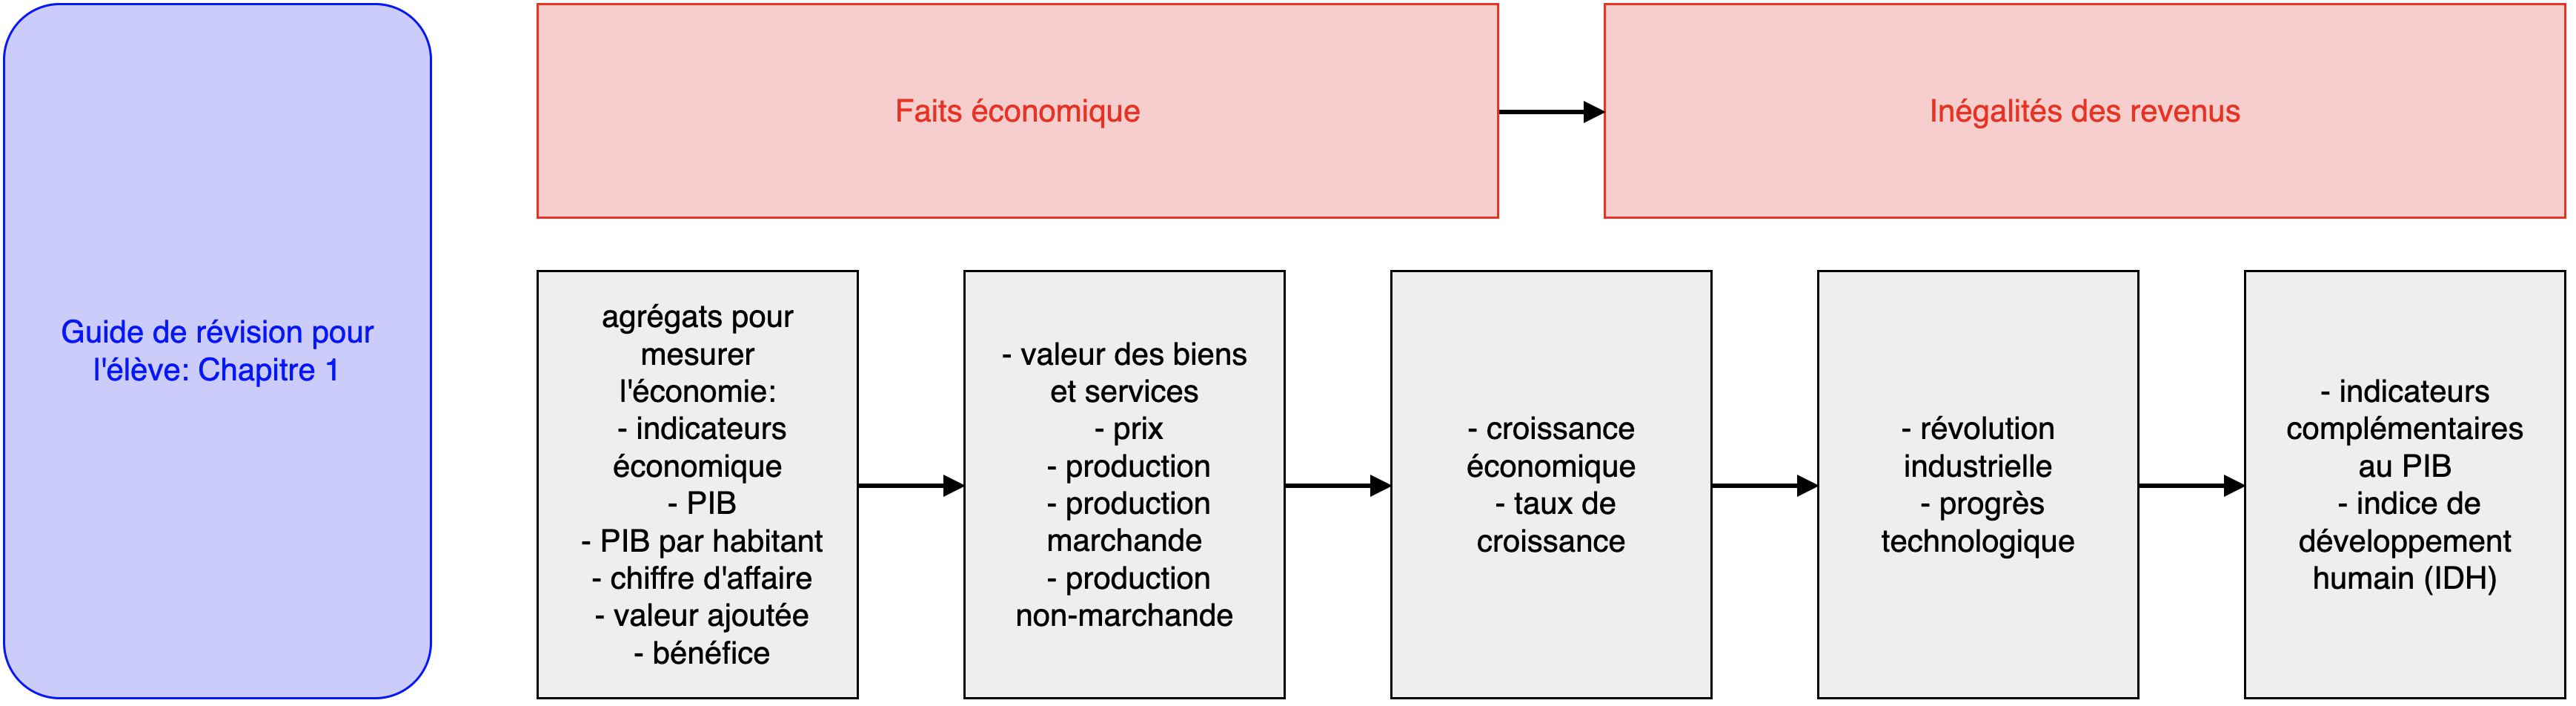 Guide de révision pour
l'élève: Chapitre 1
Faits économique
Inégalités des revenus
agrégats pour
mesurer
l'économie:
- indicateurs
économique
- PIB
- PIB par habitant
- chiffre d'affaire
- valeur ajoutée
- bénéfice
- valeur des biens
et services
- prix
- production
- production
marchande
- production
non-marchande
- croissance
économique
- taux de
croissance
- révolution
industrielle
- progrès
technologique
- indicateurs
complémentaires
au PIB
- indice de
développement
humain (IDH)